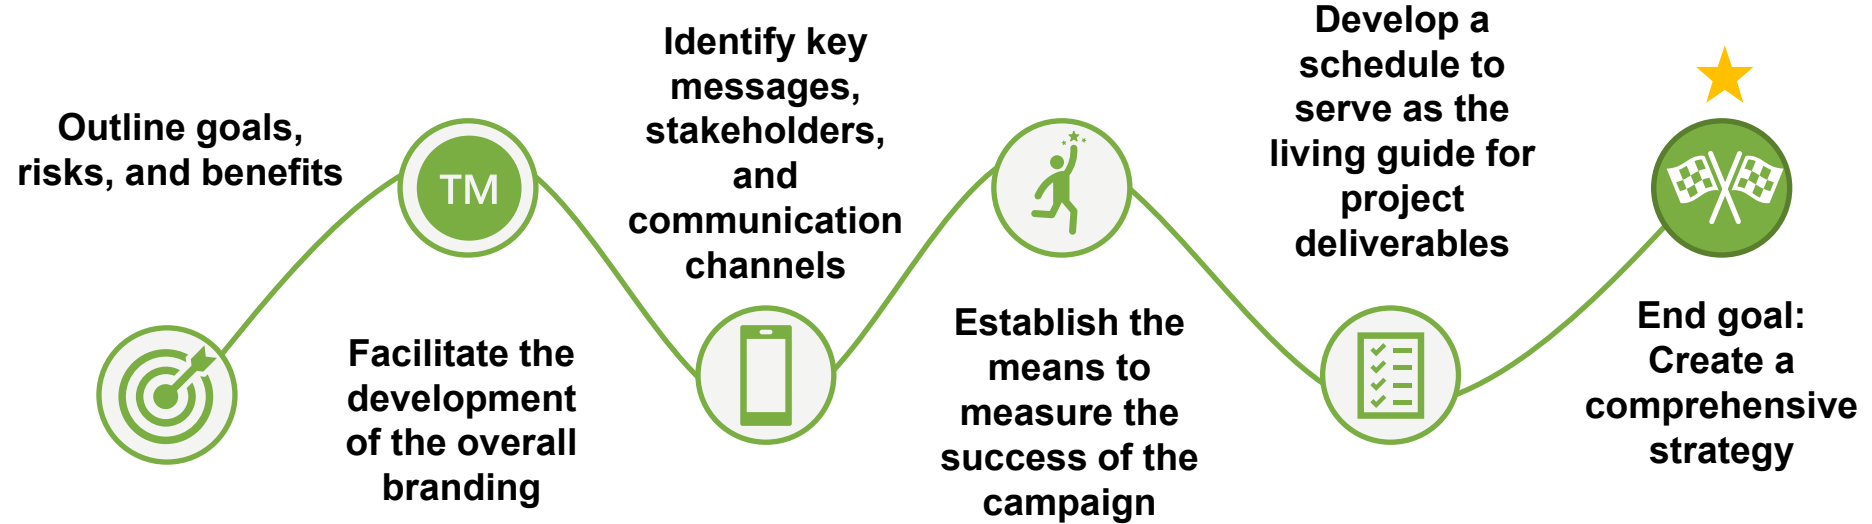 Outline goals,
risks, and benefits
TM
Facilitate the
development
of the overall
branding
Identify key
messages,
stakeholders,
and
communication
channels
Establish the
means to
measure the
success of the
campaign
Develop a
schedule to
serve as the
living guide for
project
deliverables
End goal:
Create a
comprehensive
strategy